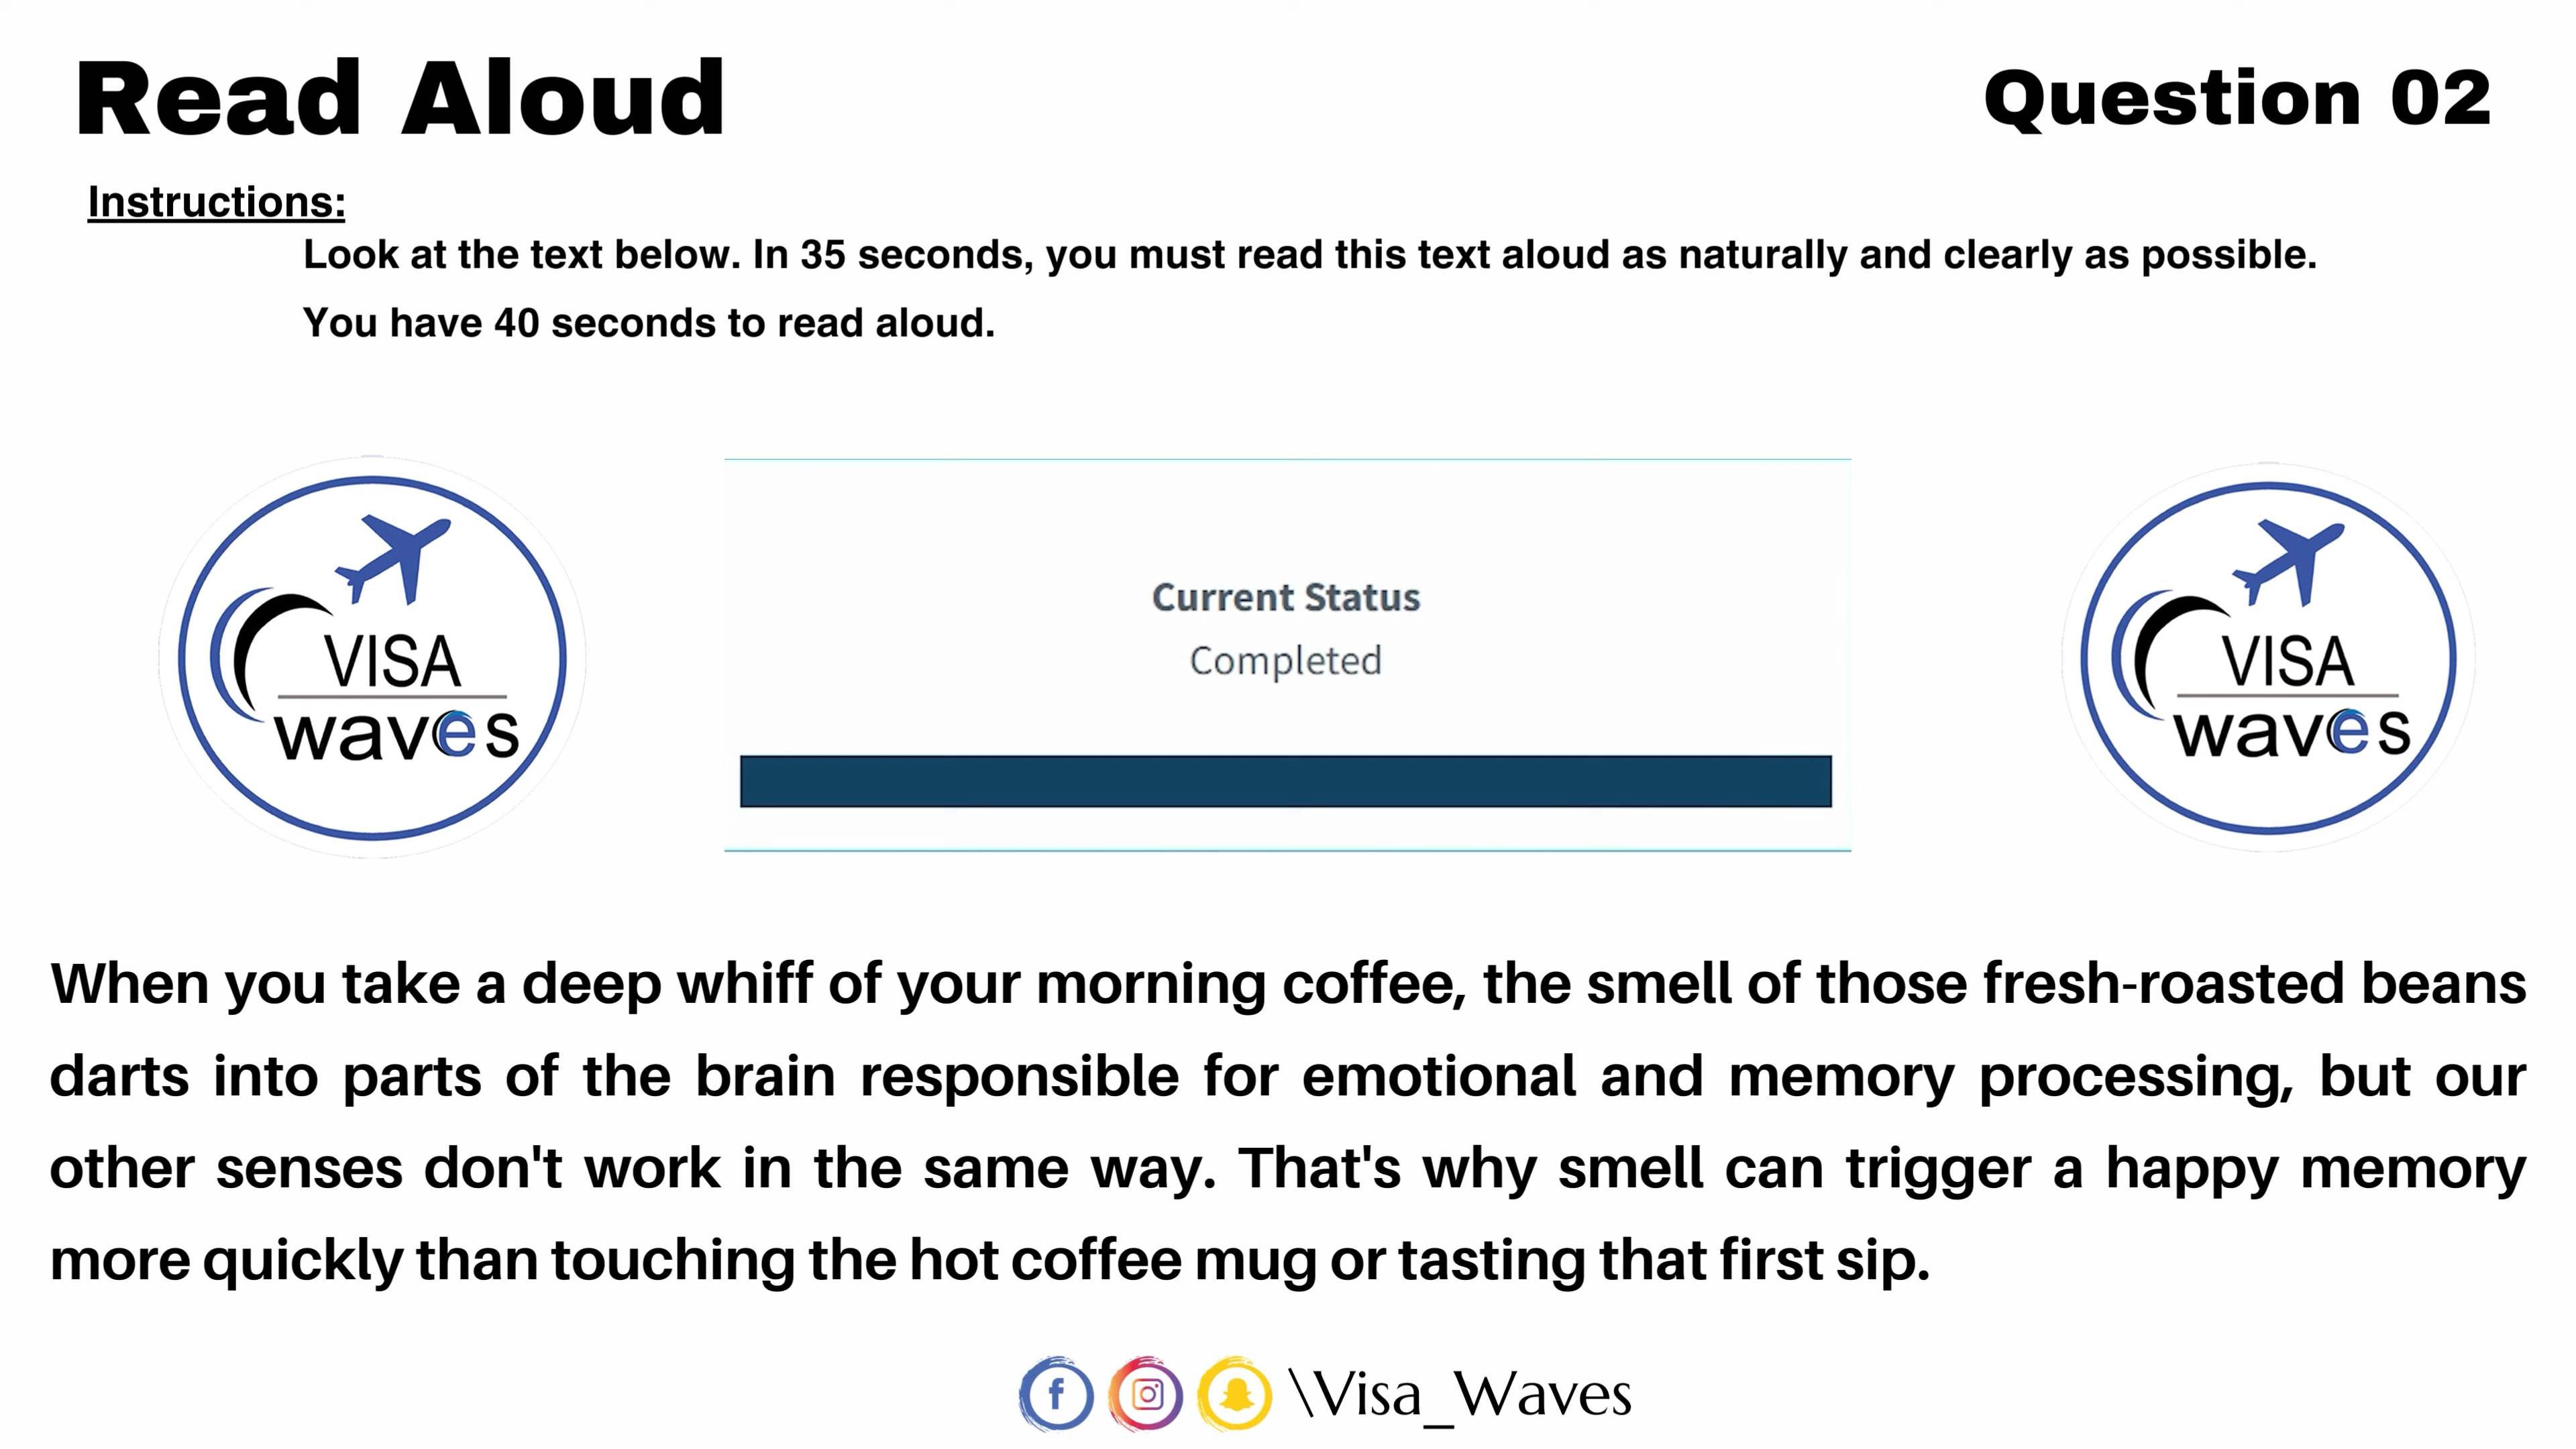 Read Aloud
Question 02
Instructions:
Look at the text below. In 35 seconds, you must read this text aloud as naturally and clearly as possible.
You have 40 seconds to read aloud.
VISA
waves
Current Status
Completed
VISA
waves
When you take a deep whiff of your morning coffee, the smell of those fresh-roasted beans
darts into parts of the brain responsible for emotional and memory processing, but our
other senses don't work in the same way. That's why smell can trigger a happy memory
more quickly than touching the hot coffee mug or tasting that first sip.
\Visa_Waves